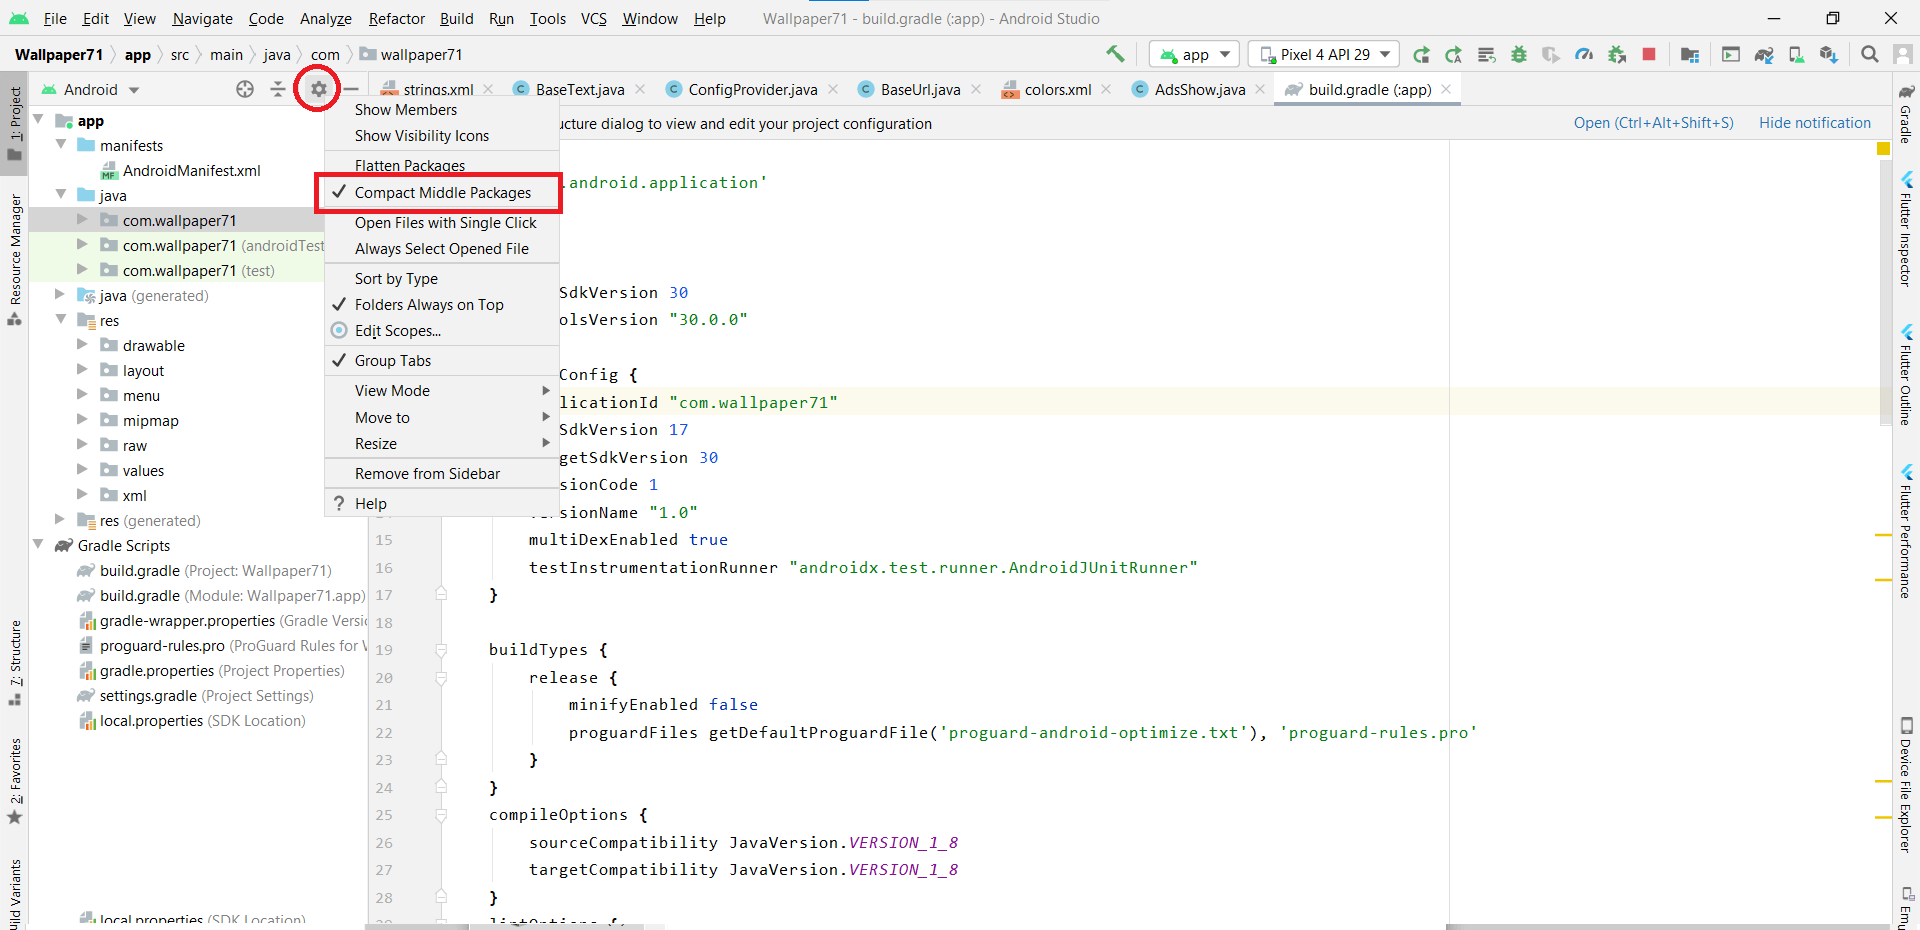 File Edit View Navigate Code Analyze Refactor Build Run Tools VCS Window Help Wallpaper71 - build.gradle (:app) - Android Studio
Wallpaper71 app src main java com wallpaper71 app Pixel 4 API 29
Android strings.xml BaseText.java ConfigProvider.java BaseUrl.java colors.xml AdsShow.java build.gradle (:app)
ucture dialog to view and edit your project configuration Open (Ctrl+Alt+Shift+S) Hide notification
1: Project
Resource Manager
7: Structure
2: Favorites
ild Variants
app
manifests
AndroidManifest.xml
java
com.wallpaper71
com.wallpaper71 (androidTest
com.wallpaper71 (test)
java (generated)
res
drawable
layout
menu
mipmap
raw
values
xml
res (generated)
Gradle Scripts
build.gradle (Project: Wallpaper71)
build.gradle (Module: Wallpaper71.app)
gradle-wrapper.properties (Gradle Versio
proguard-rules.pro (ProGuard Rules for W
gradle.properties (Project Properties)
settings.gradle (Project Settings)
local.properties (SDK Location)
local.properties (SDK Location)
Show Members
Show Visibility Icons
Flatten Packages
Compact Middle Packages
Open Files with Single Click
Always Select Opened File
Sort by Type
Folders Always on Top
Edit Scopes...
Group Tabs
View Mode
Move to
Resize
Remove from Sidebar
? Help
.android.application'
SdkVersion 30
olsVersion "30.0.0"
Config {
licationId "com.wallpaper71"
SdkVersion 17
getSdkVersion 30
sionCode 1
versionName "1.0"
15 multiDexEnabled true
16 testInstrumentationRunner "androidx.test.runner.AndroidJUnitRunner"
17 }
18
19 buildTypes {
20 release {
21 minifyEnabled false
22 proguardFiles getDefaultProguardFile('proguard-android-optimize.txt'), 'proguard-rules.pro'
23 }
24 }
25 compileOptions {
26 sourceCompatibility JavaVersion.VERSION_1_8
27 targetCompatibility JavaVersion.VERSION_1_8
28 }
lintOptions {
Gradle
Flutter Inspector
Flutter Outline
Flutter Performance
Device File Explorer
Emu